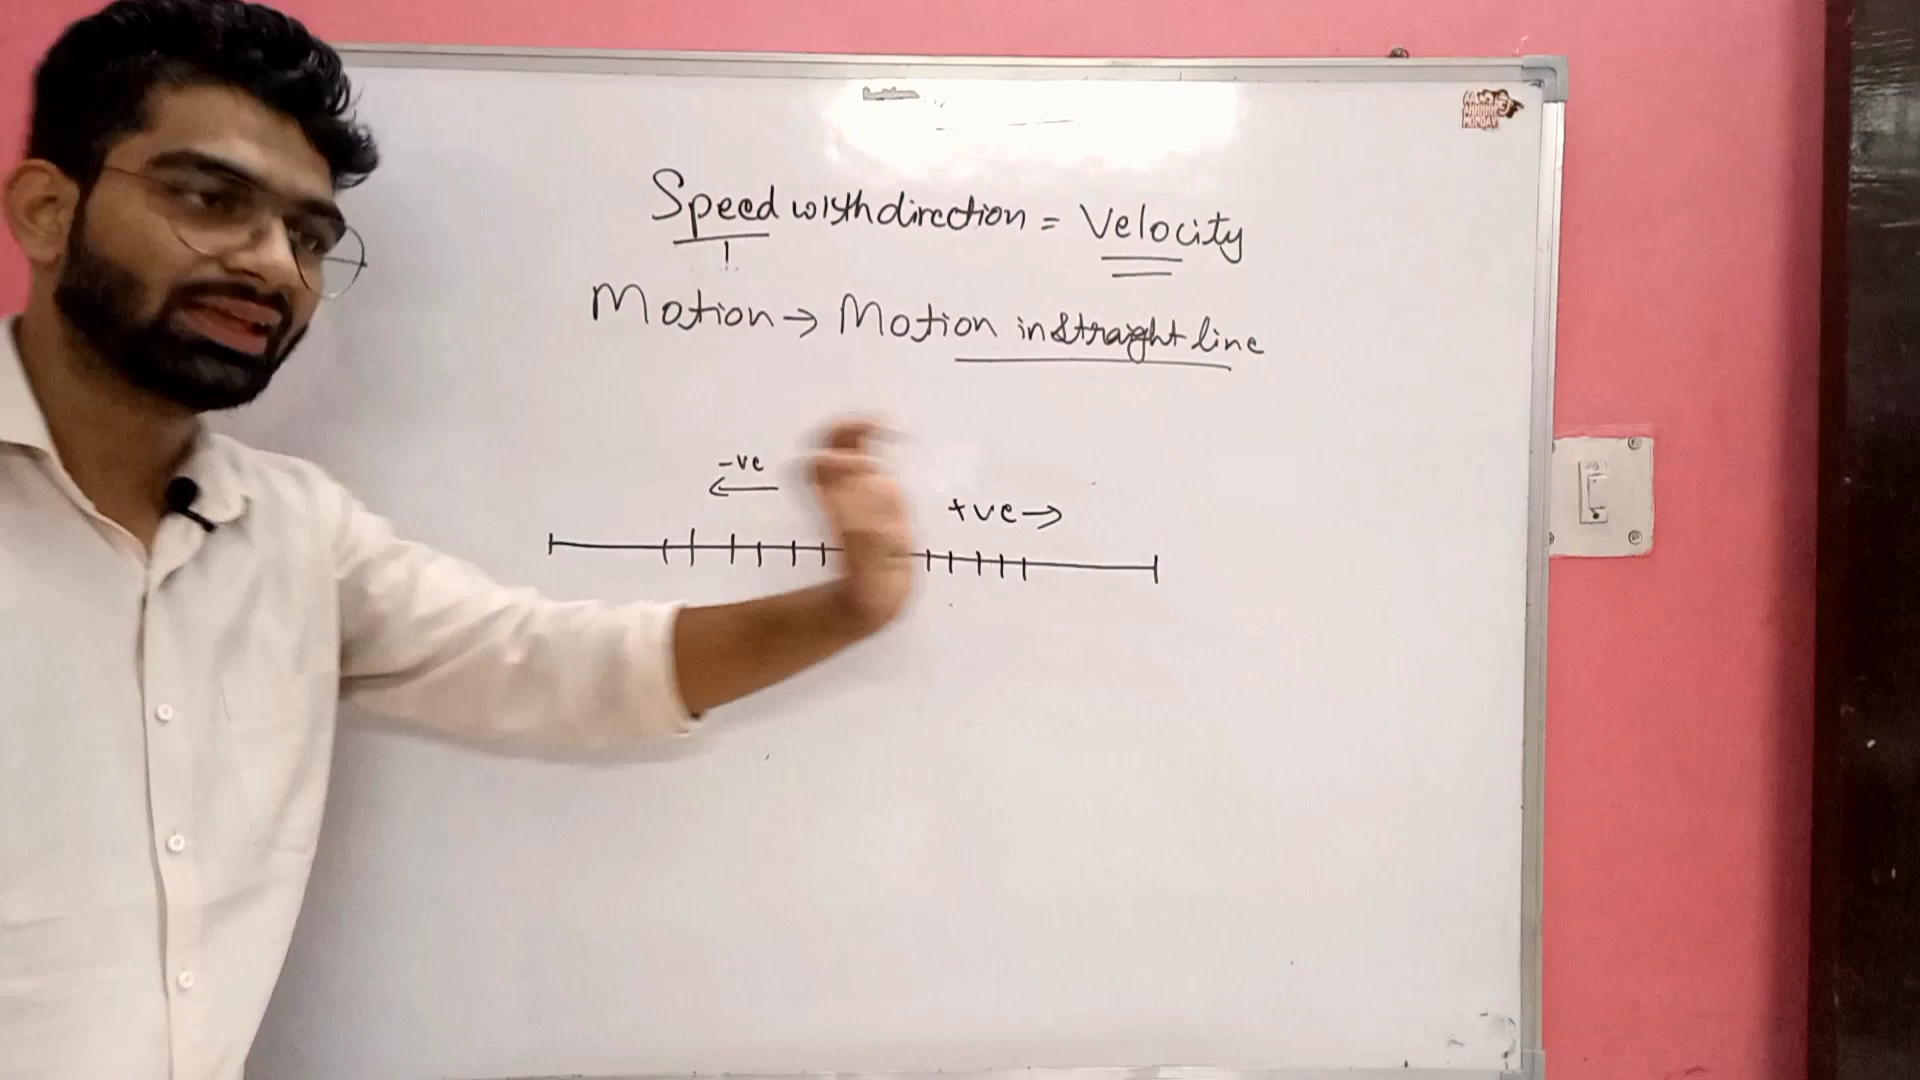 Speed with direction = Velocity
Motion → Motion in straight line
-ve
←
+ve →